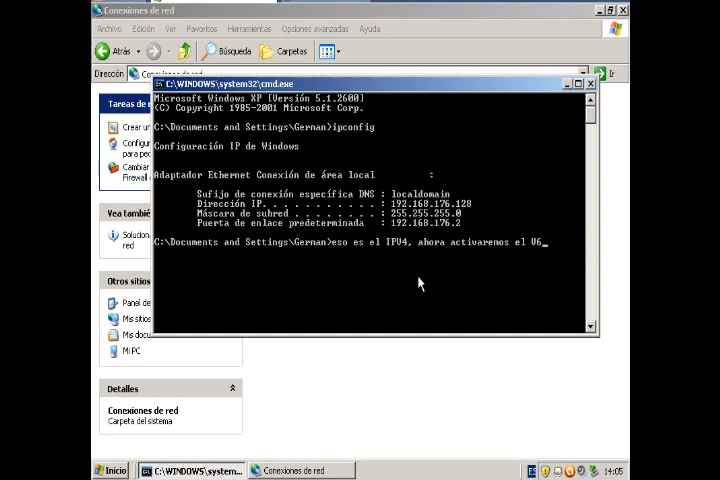 Conexiones de red
Archivo Edición Ver Favoritos Herramientas Opciones avanzadas Ayuda
Atrás Búsqueda Carpetas
Dirección Conexiones de red Ir
C:\WINDOWS\system32\cmd.exe
Microsoft Windows XP [Versión 5.1.2600]
(C) Copyright 1985-2001 Microsoft Corp.
C:\Documents and Settings\German>ipconfig
Configuración IP de Windows
Adaptador Ethernet Conexión de área local :
Sufijo de conexión específica DNS : localdomain
Dirección IP. . . . . . . . . . . : 192.168.176.128
Máscara de subred . . . . . . . . : 255.255.255.0
Puerta de enlace predeterminada : 192.168.176.2
C:\Documents and Settings\German>eso es el IPV4, ahora activaremos el V6_
Tareas de r
Crear un
Configur
para pe
Cambiar
Firewall
Vea tambié
Solucion
red
Otros sitios
Panel de
Mis sitios
Mis docu
Mi PC
Detalles
Conexiones de red
Carpeta del sistema
Inicio C:\WINDOWS\system... Conexiones de red ES 14:05